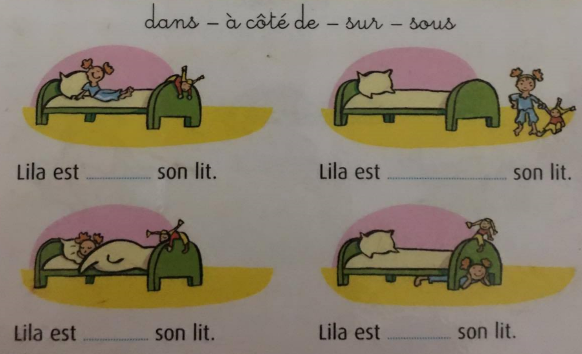 dans – à côté de – sur – sous
Lila est ........... son lit.
Lila est ..................... son lit.
Lila est ........... son lit.
Lila est ........... son lit.